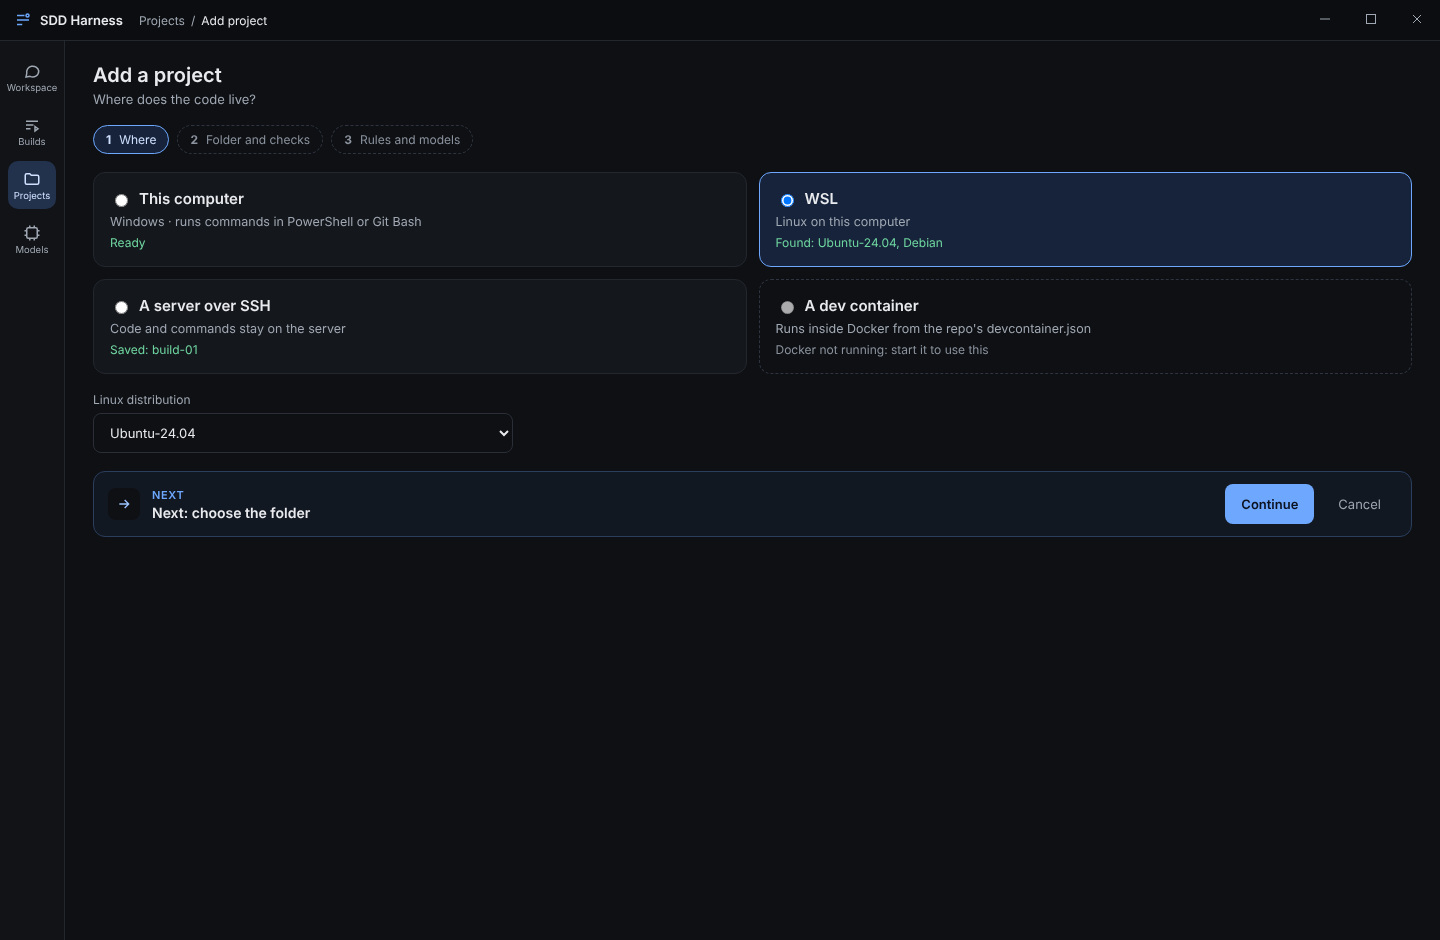 SDD Harness
Projects / Add project
Workspace
Builds
Projects
Models
Add a project
Where does the code live?
1 Where
2 Folder and checks
3 Rules and models
This computer
Windows · runs commands in PowerShell or Git Bash
Ready
WSL
Linux on this computer
Found: Ubuntu-24.04, Debian
A server over SSH
Code and commands stay on the server
Saved: build-01
A dev container
Runs inside Docker from the repo's devcontainer.json
Docker not running: start it to use this
Linux distribution
Ubuntu-24.04
NEXT
Next: choose the folder
Continue
Cancel